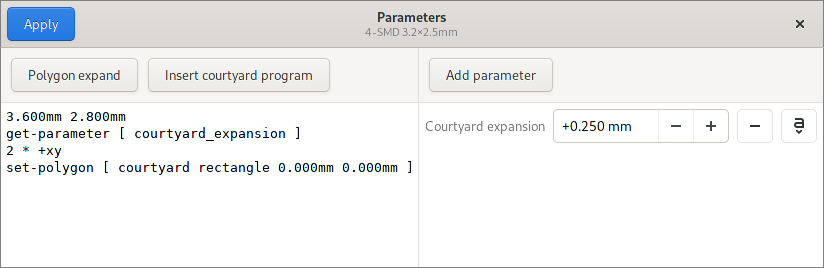 Apply
Parameters
4-SMD 3.2×2.5mm
Polygon expand
Insert courtyard program
Add parameter
3.600mm 2.800mm
get-parameter [ courtyard_expansion ]
2 * +xy
set-polygon [ courtyard rectangle 0.000mm 0.000mm ]
Courtyard expansion
+0.250 mm
a